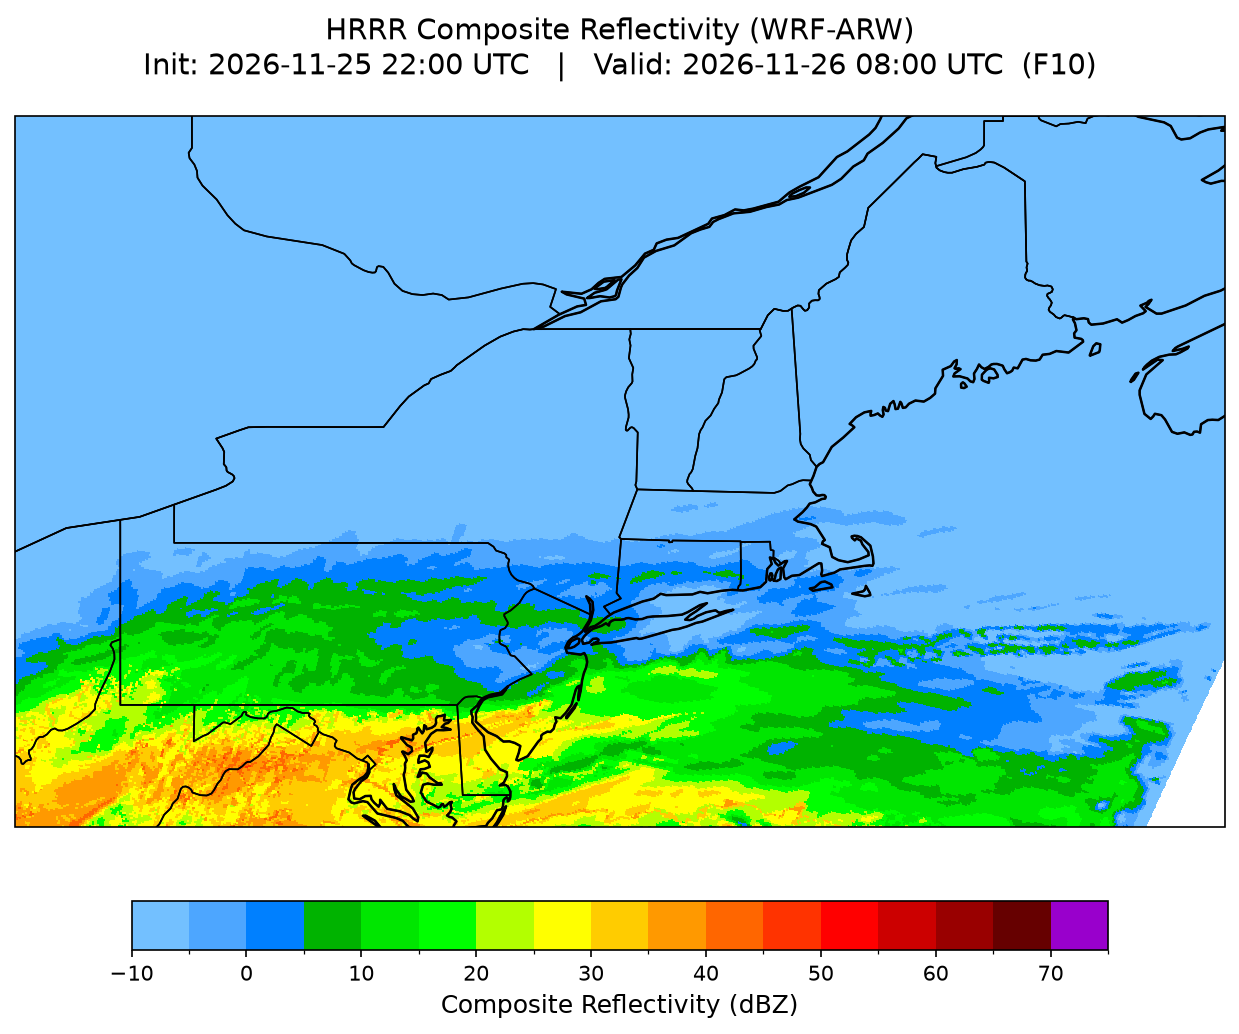 HRRR Composite Reflectivity (WRF-ARW)
Init: 2026-11-25 22:00 UTC   |   Valid: 2026-11-26 08:00 UTC  (F10)
−10 0 10 20 30 40 50 60 70
Composite Reflectivity (dBZ)